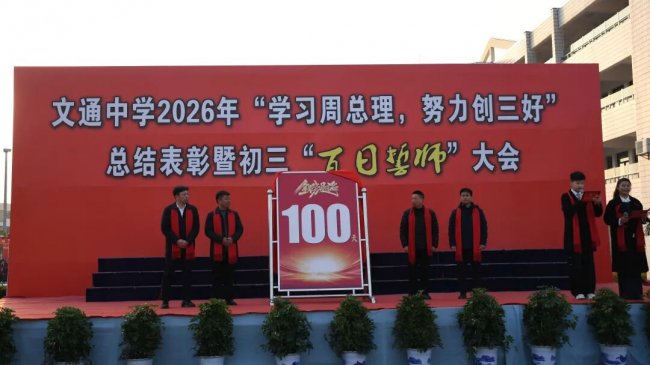 文通中学2026年“学习周总理,努力创三好”
总结表彰暨初三“百日誓师”大会
100
天